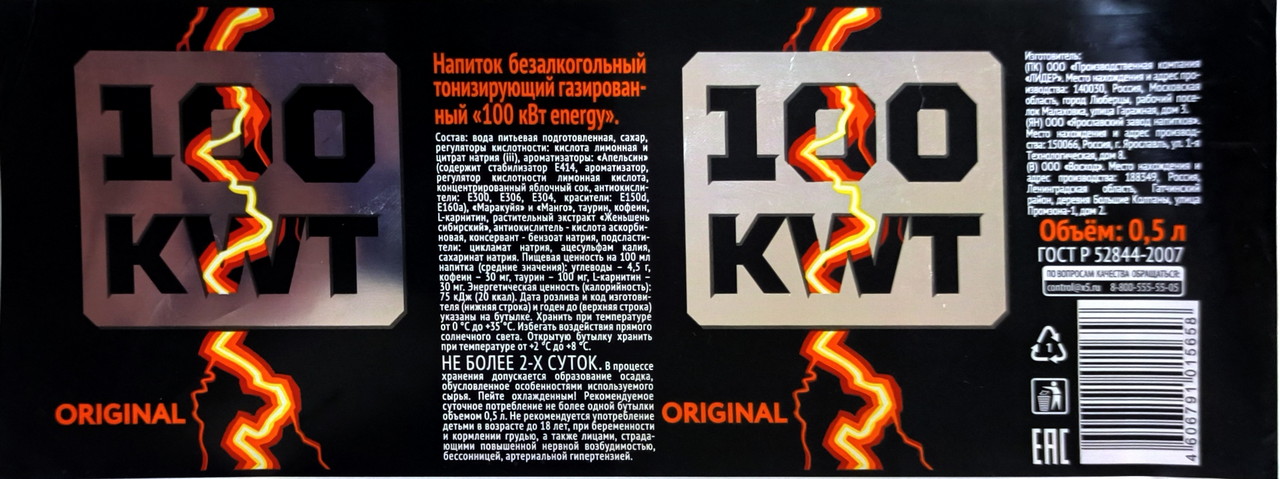 100
KWT
ORIGINAL
Напиток безалкогольный
тонизирующий газирован-
ный «100 кВт energy».
Состав: вода питьевая подготовленная, сахар,
регуляторы кислотности: кислота лимонная и
цитрат натрия (iii), ароматизаторы: «Апельсин»
(содержит стабилизатор Е414, ароматизатор,
регулятор кислотности лимонная кислота,
концентрированный яблочный сок, антиокисли-
тели: Е300, Е306, Е304, красители: Е150d,
Е160а), «Маракуйя» и «Манго», таурин, кофеин,
L-карнитин, растительный экстракт «Женьшень
сибирский», антиокислитель - кислота аскорби-
новая, консервант - бензоат натрия, подсласти-
тели: цикламат натрия, ацесульфам калия,
сахаринат натрия. Пищевая ценность на 100 мл
напитка (средние значения): углеводы – 4,5 г,
кофеин – 30 мг, таурин – 100 мг, L-карнитин –
30 мг. Энергетическая ценность (калорийность):
75 кДж (20 ккал). Дата розлива и код изготови-
теля (нижняя строка) и годен до (верхняя строка)
указаны на бутылке. Хранить при температуре
от 0 °С до +35 °С. Избегать воздействия прямого
солнечного света. Открытую бутылку хранить
при температуре от +2 °С до +8 °С.
НЕ БОЛЕЕ 2-Х СУТОК. В процессе
хранения допускается образование осадка,
обусловленное особенностями используемого
сырья. Пейте охлажденным! Рекомендуемое
суточное потребление не более одной бутылки
объемом 0,5 л. Не рекомендуется употребление
детьми в возрасте до 18 лет, при беременности
и кормлении грудью, а также лицами, страда-
ющими повышенной нервной возбудимостью,
бессонницей, артериальной гипертензией.
100
KWT
ORIGINAL
Изготовитель:
(ПК) ООО «Производственная компания
«ЛИДЕР». Место нахождения и адрес про-
изводства: 140030, Россия, Московская
область, город Люберцы, рабочий посе-
лок Малаховка, улица Гаражная, дом 3.
(ЯН) ООО «Ярославский завод напитков».
Место нахождения и адрес производ-
ства: 150066, Россия, г. Ярославль, ул. 1-я
Технологическая, дом 8.
(В) ООО «Восход». Место нахождения и
адрес производства: 188349, Россия,
Ленинградская область, Гатчинский
район, деревня Большие Колпаны, улица
Промзона-1, дом 2.
Объём: 0,5 л
ГОСТ Р 52844-2007
ПО ВОПРОСАМ КАЧЕСТВА ОБРАЩАТЬСЯ:
control@x5.ru 8-800-555-55-05
1
EAC
4 606791 015658